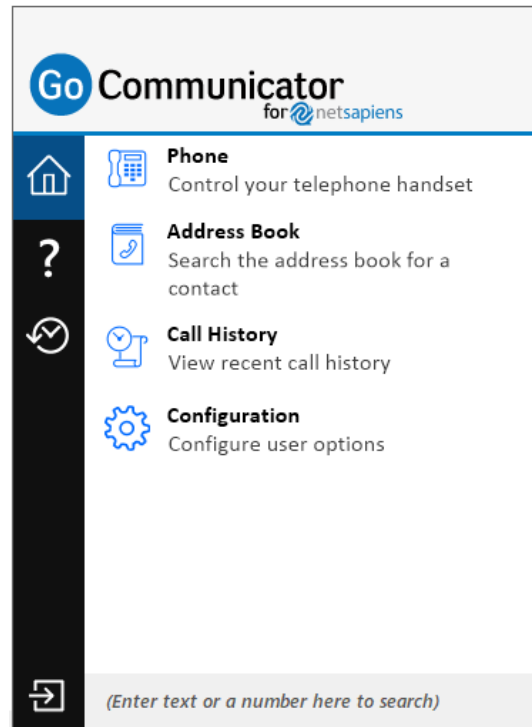 Go Communicator
for netsapiens
Phone
Control your telephone handset
Address Book
Search the address book for a
contact
?
Call History
View recent call history
Configuration
Configure user options
(Enter text or a number here to search)